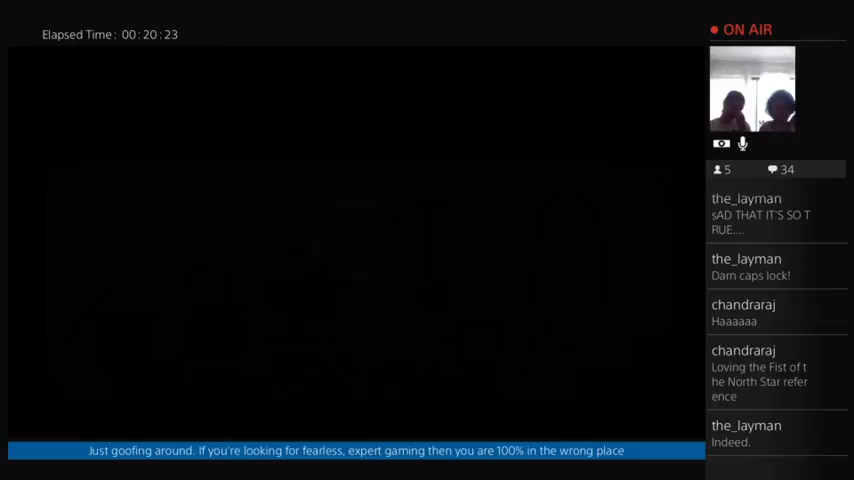 Elapsed Time: 00:20:23
ON AIR
5
34
the_layman
sAD THAT IT'S SO T
RUE....
the_layman
Darn caps lock!
chandraraj
Haaaaaa
chandraraj
Loving the Fist of t
he North Star refer
ence
the_layman
Indeed.
Just goofing around. If you're looking for fearless, expert gaming then you are 100% in the wrong place